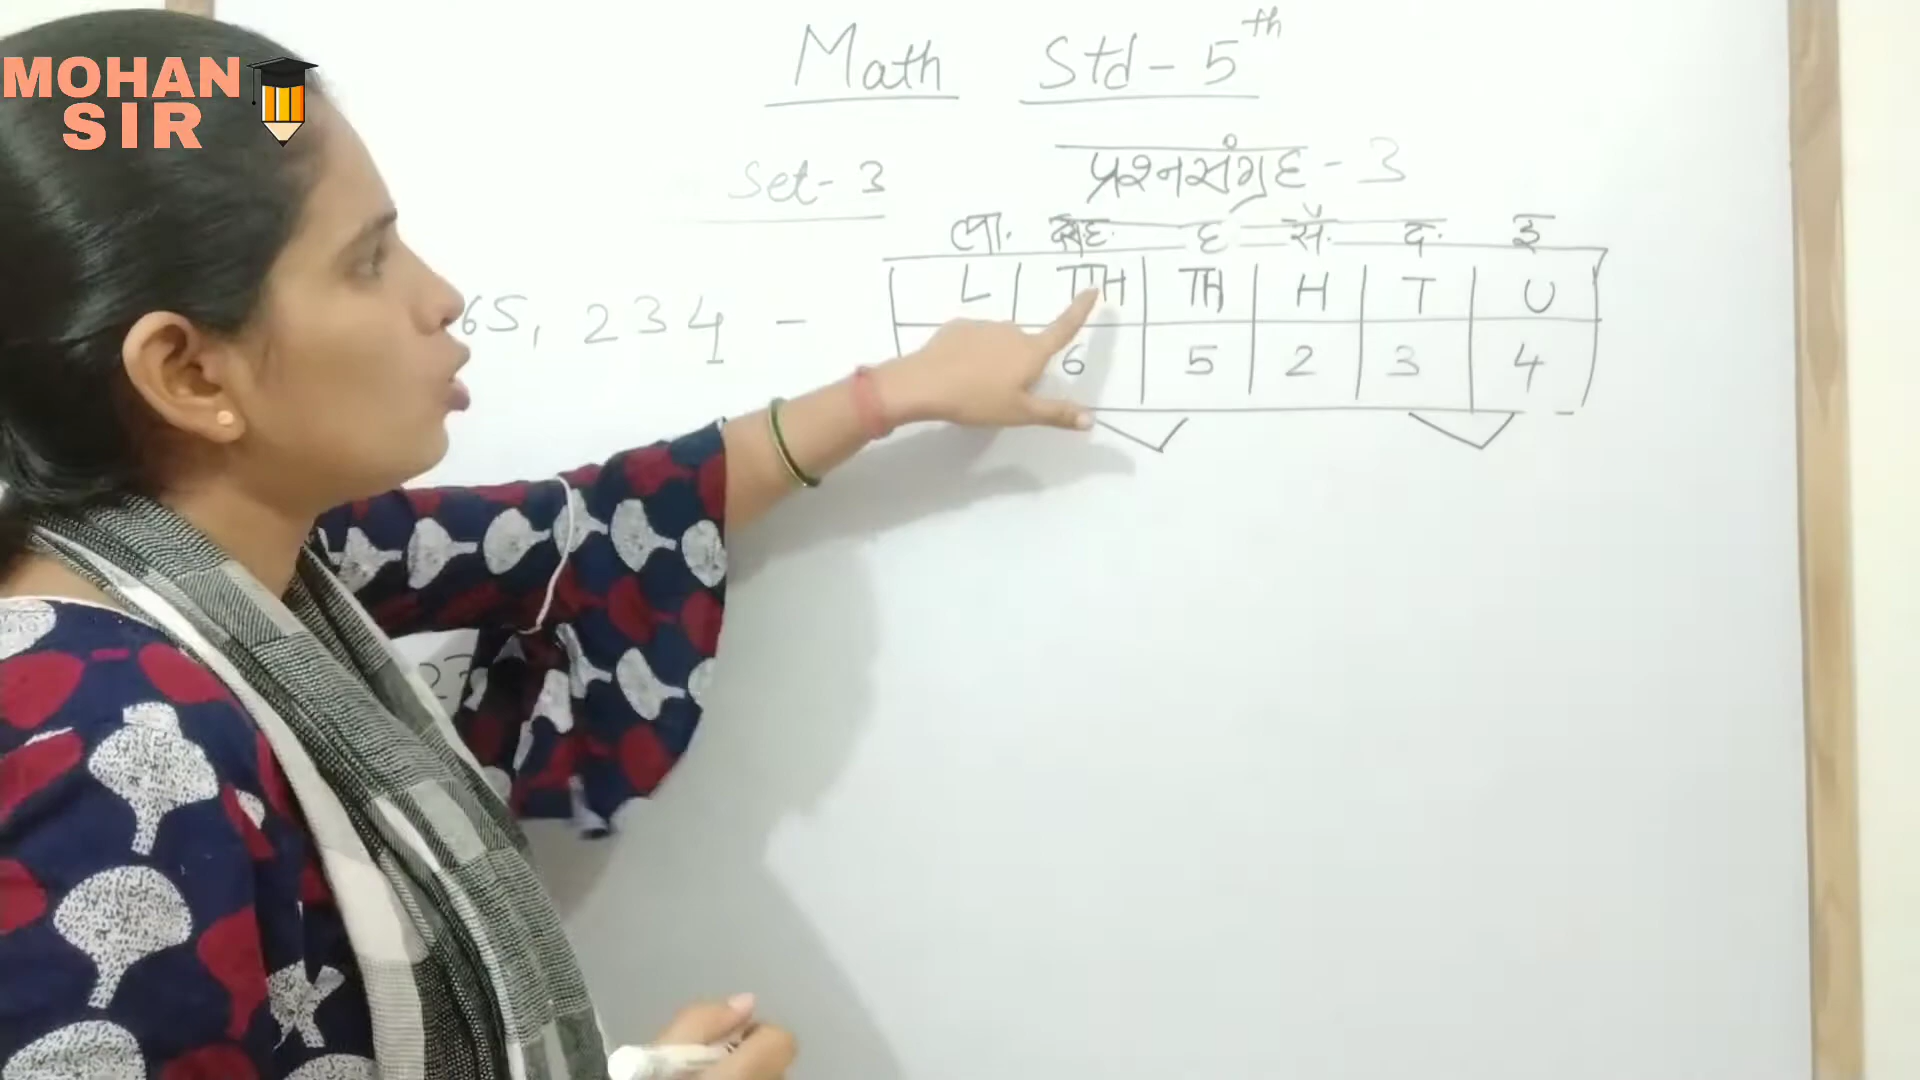 MOHAN
SIR
Math Std - 5th
Set - 3 प्रश्नसंग्रह - 3
ला. द.ह. ह सं. द. इ
L TTH TH H T U
65, 234 -
6 5 2 3 4